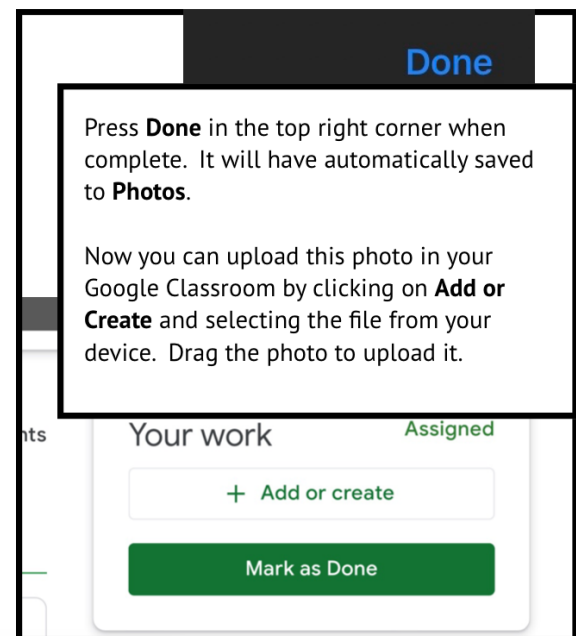 Done
Press Done in the top right corner when
complete.  It will have automatically saved
to Photos.
Now you can upload this photo in your
Google Classroom by clicking on Add or
Create and selecting the file from your
device.  Drag the photo to upload it.
nts
Your work
Assigned
+ Add or create
Mark as Done